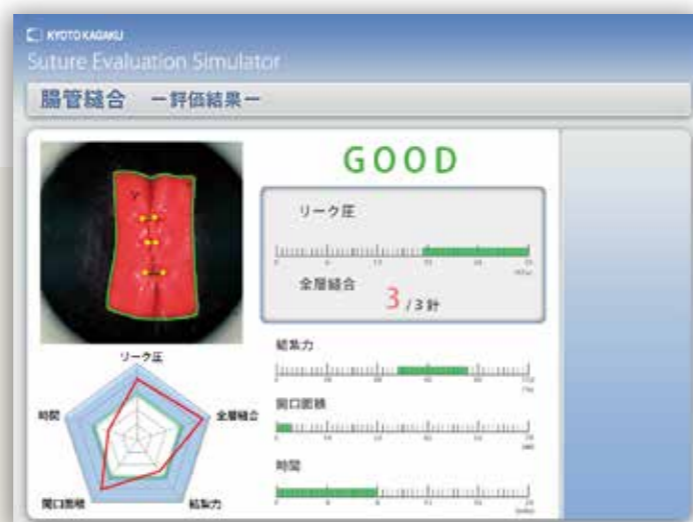 KYOTO KAGAKU
Suture Evaluation Simulator
腸管縫合 ー評価結果ー
GOOD
リーク圧
全層縫合
3 / 3 針
結紮力
開口面積
時間
リーク圧
時間
全層縫合
開口面積
結紮力